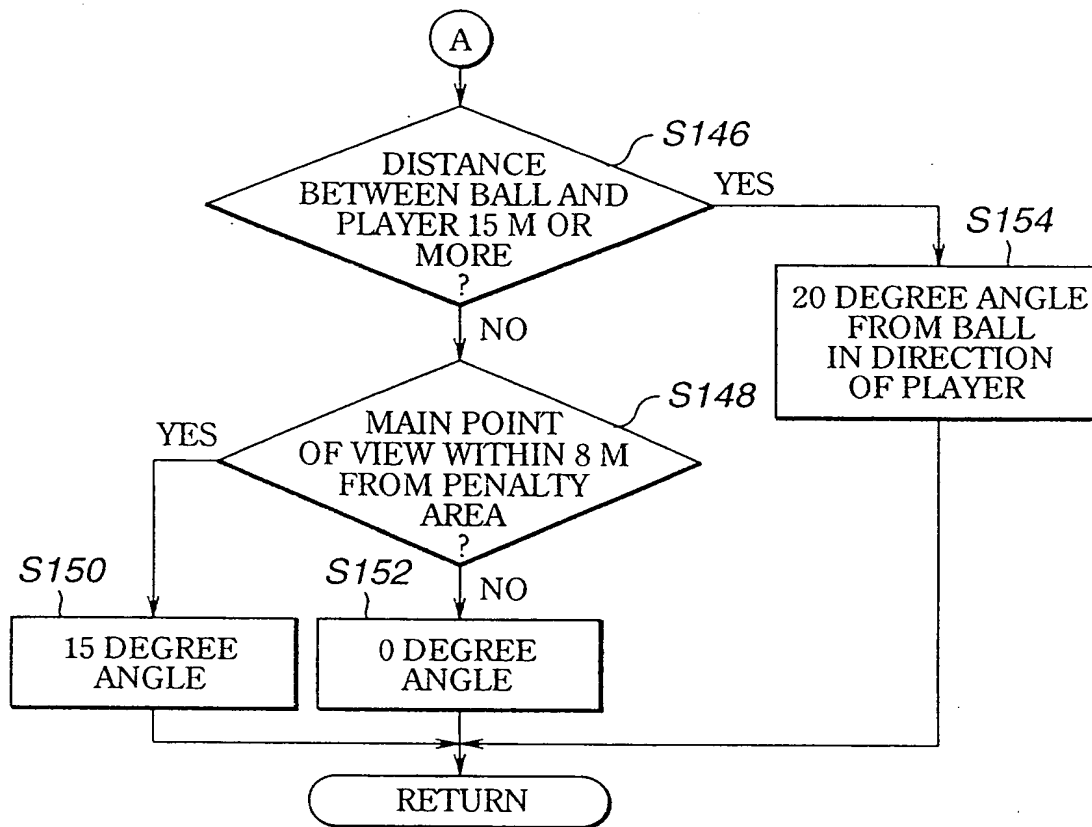 A
S146
DISTANCE
BETWEEN BALL AND
PLAYER 15 M OR
MORE
?
YES
S154
20 DEGREE ANGLE
FROM BALL
IN DIRECTION
OF PLAYER
NO
S148
MAIN POINT
OF VIEW WITHIN 8 M
FROM PENALTY
AREA
?
YES
S150
15 DEGREE
ANGLE
S152
NO
0 DEGREE
ANGLE
RETURN